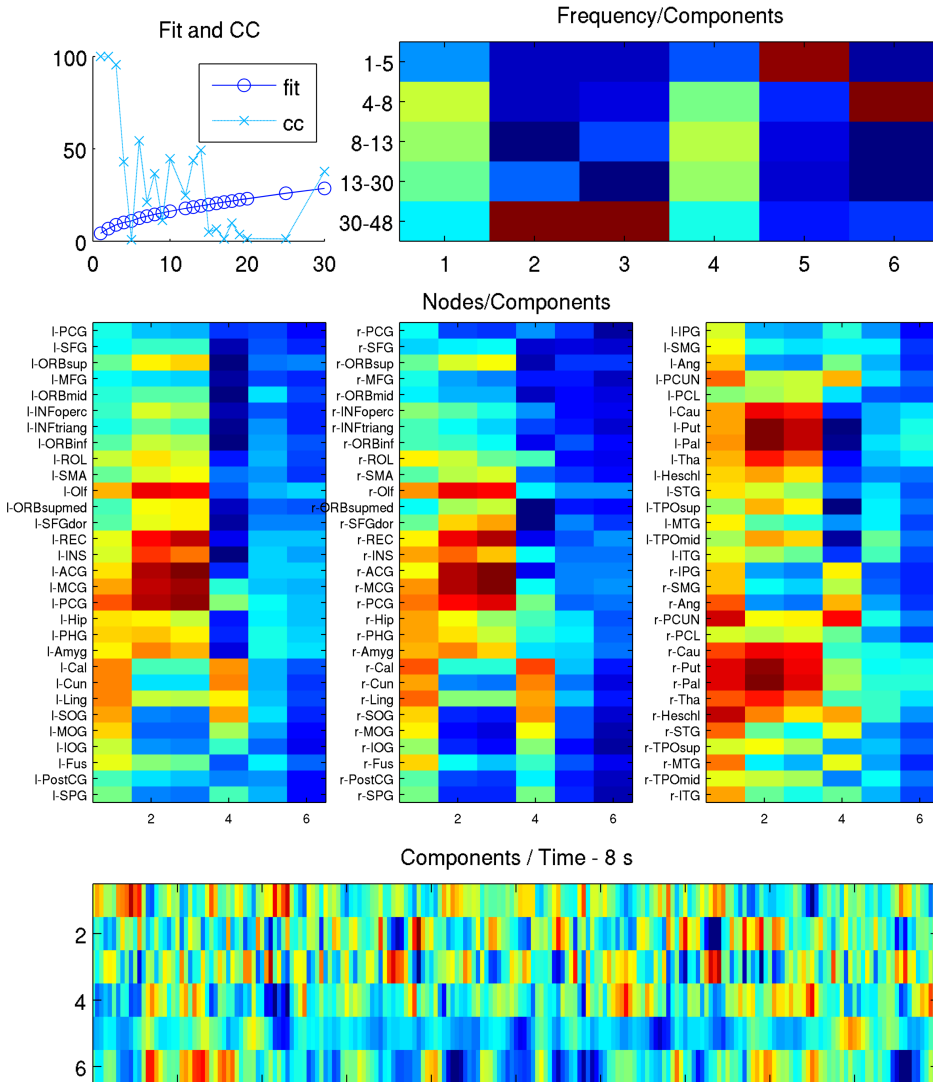 Fit and CC
100
50
0
0 10 20 30
fit
cc
Frequency/Components
1-5
4-8
8-13
13-30
30-48
1 2 3 4 5 6
Nodes/Components
l-PCG
l-SFG
l-ORBsup
l-MFG
l-ORBmid
l-INFoperc
l-INFtriang
l-ORBinf
l-ROL
l-SMA
l-Olf
l-ORBsupmed
l-SFGdor
l-REC
l-INS
l-ACG
l-MCG
l-PCG
l-Hip
l-PHG
l-Amyg
l-Cal
l-Cun
l-Ling
l-SOG
l-MOG
l-IOG
l-Fus
l-PostCG
l-SPG
2 4 6
r-PCG
r-SFG
r-ORBsup
r-MFG
r-ORBmid
r-INFoperc
r-INFtriang
r-ORBinf
r-ROL
r-SMA
r-Olf
r-ORBsupmed
r-SFGdor
r-REC
r-INS
r-ACG
r-MCG
r-PCG
r-Hip
r-PHG
r-Amyg
r-Cal
r-Cun
r-Ling
r-SOG
r-MOG
r-IOG
r-Fus
r-PostCG
r-SPG
2 4 6
l-IPG
l-SMG
l-Ang
l-PCUN
l-PCL
l-Cau
l-Put
l-Pal
l-Tha
l-Heschl
l-STG
l-TPOsup
l-MTG
l-TPOmid
l-ITG
r-IPG
r-SMG
r-Ang
r-PCUN
r-PCL
r-Cau
r-Put
r-Pal
r-Tha
r-Heschl
r-STG
r-TPOsup
r-MTG
r-TPOmid
r-ITG
2 4 6
Components / Time - 8 s
2
4
6